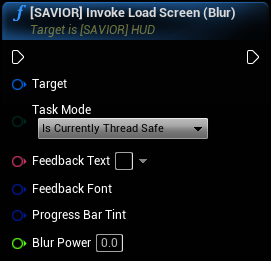 f [SAVIOR] Invoke Load Screen (Blur)
Target is [SAVIOR] HUD
Target
Task Mode
Is Currently Thread Safe
Feedback Text
Feedback Font
Progress Bar Tint
Blur Power 0.0